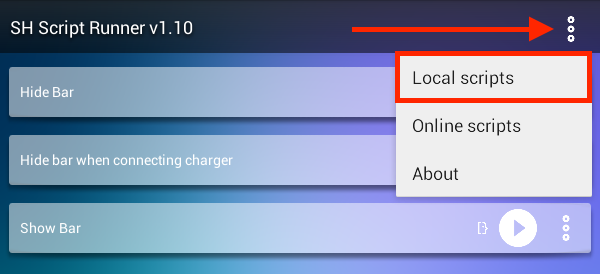 SH Script Runner v1.10
Local scripts
Hide Bar
Online scripts
Hide bar when connecting charger
About
Show Bar